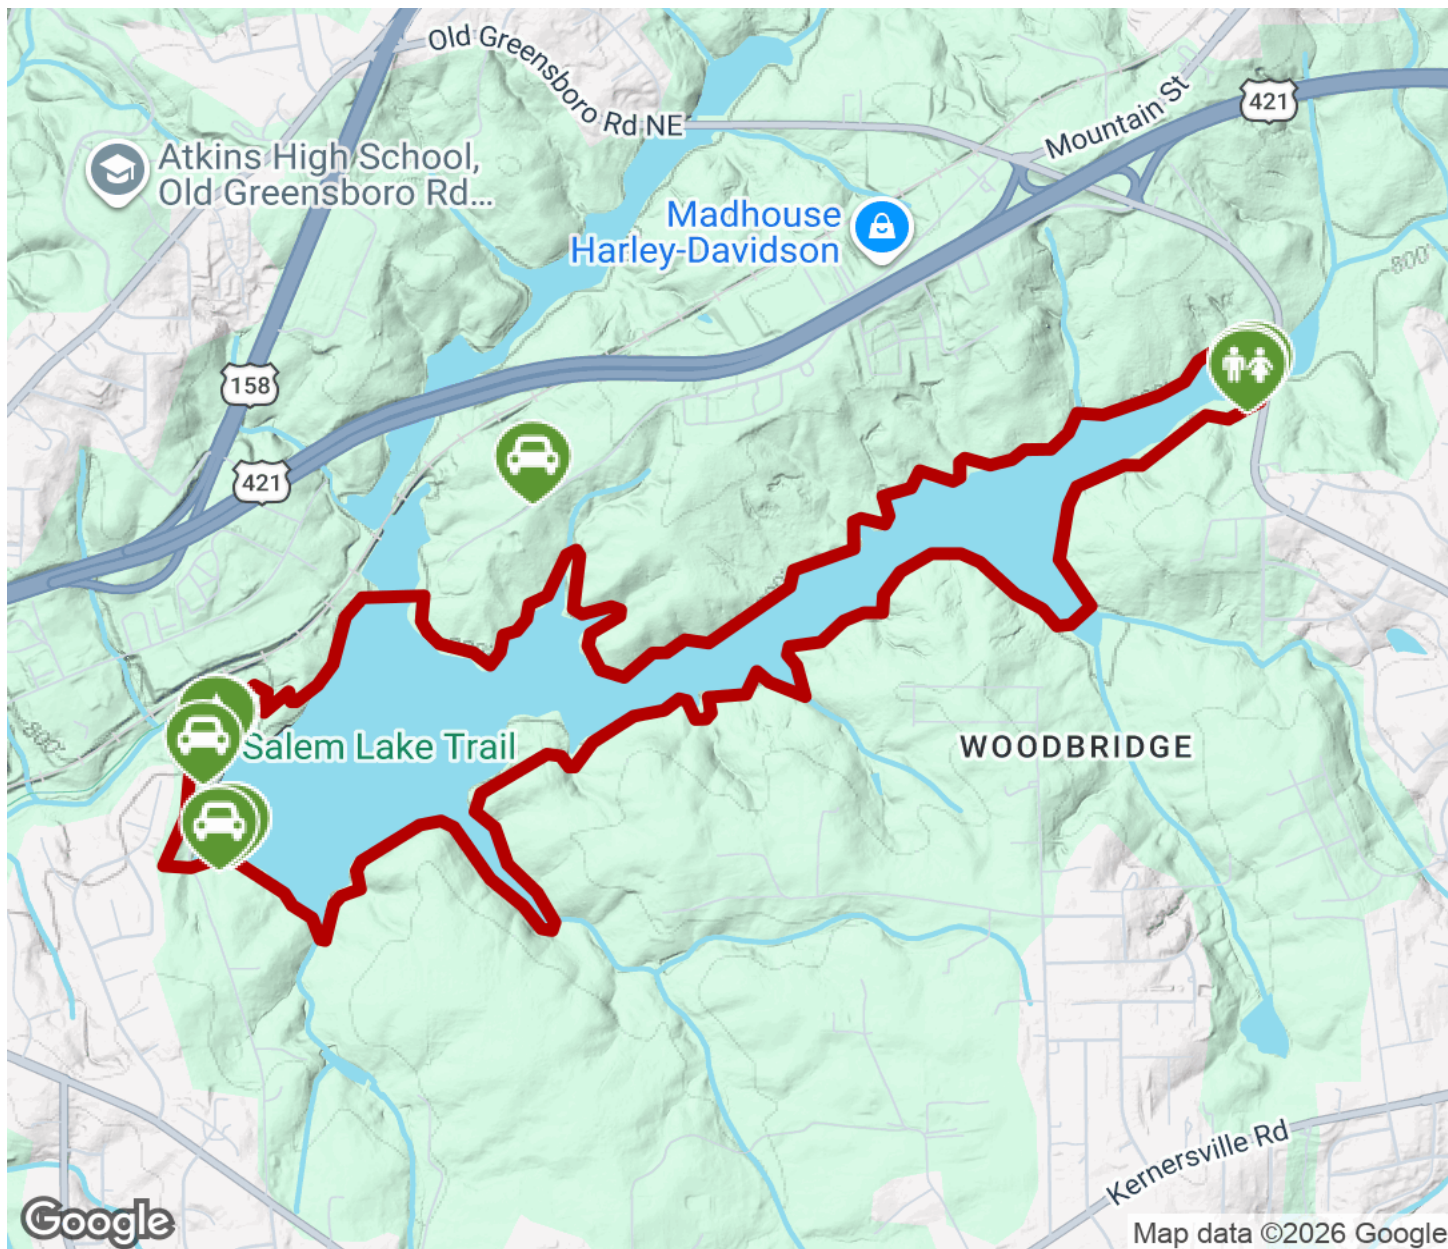 Old Greensboro Rd NE
Mountain St
421
Atkins High School,
Old Greensboro Rd...
Madhouse
Harley-Davidson
800'
158
421
Salem Lake Trail
WOODBRIDGE
Kernersville Rd
Google
Map data ©2026 Google